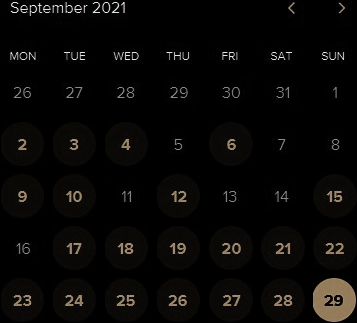 September 2021
MON TUE WED THU FRI SAT SUN
26 27 28 29 30 31 1
2 3 4 5 6 7 8
9 10 11 12 13 14 15
16 17 18 19 20 21 22
23 24 25 26 27 28 29